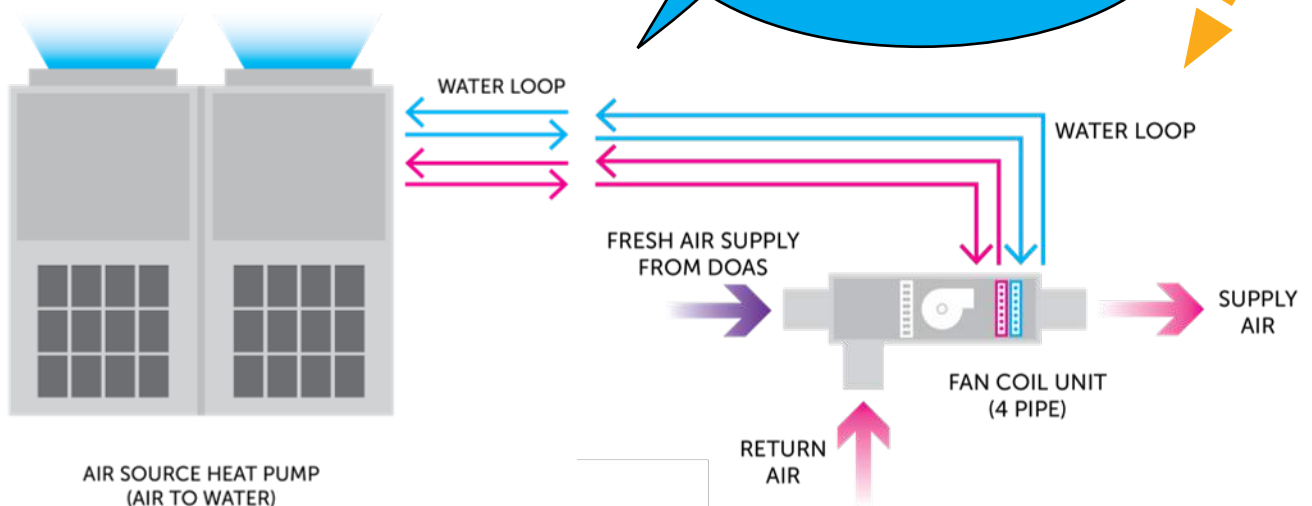 WATER LOOP
WATER LOOP
FRESH AIR SUPPLY
FROM DOAS
SUPPLY
AIR
FAN COIL UNIT
(4 PIPE)
RETURN
AIR
AIR SOURCE HEAT PUMP
(AIR TO WATER)